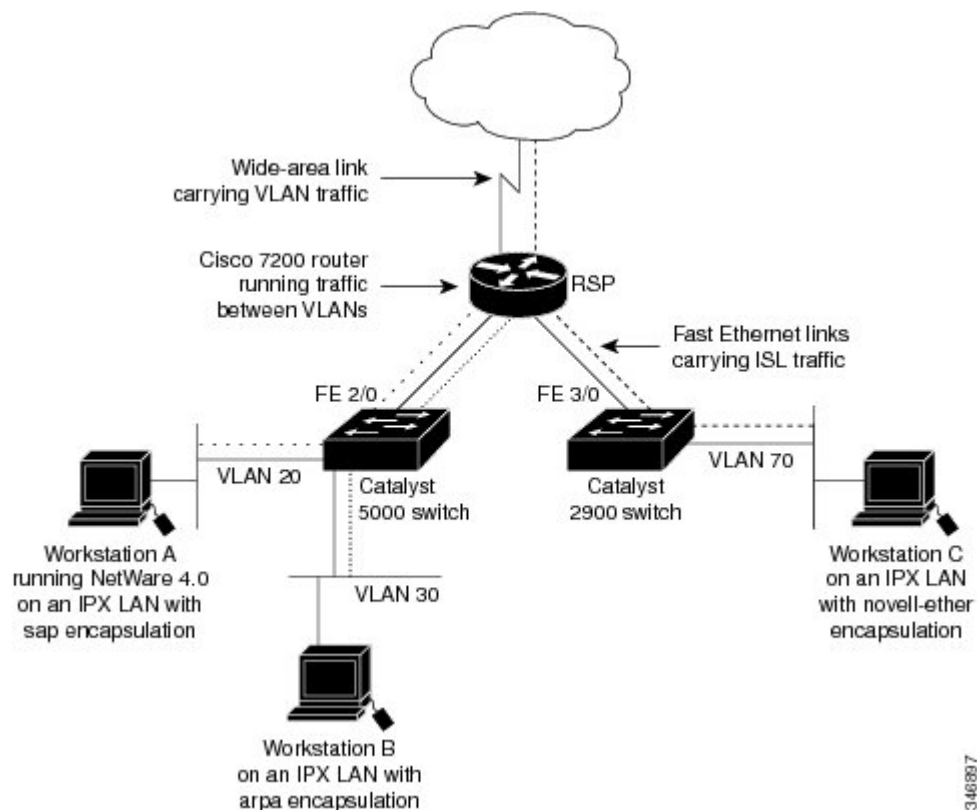 Wide-area link
carrying VLAN traffic
Cisco 7200 router
running traffic
between VLANs
RSP
Fast Ethernet links
carrying ISL traffic
FE 2/0
FE 3/0
VLAN 20
Catalyst
5000 switch
Catalyst
2900 switch
VLAN 70
Workstation A
running NetWare 4.0
on an IPX LAN with
sap encapsulation
VLAN 30
Workstation C
on an IPX LAN
with novell-ether
encapsulation
Workstation B
on an IPX LAN with
arpa encapsulation
346897